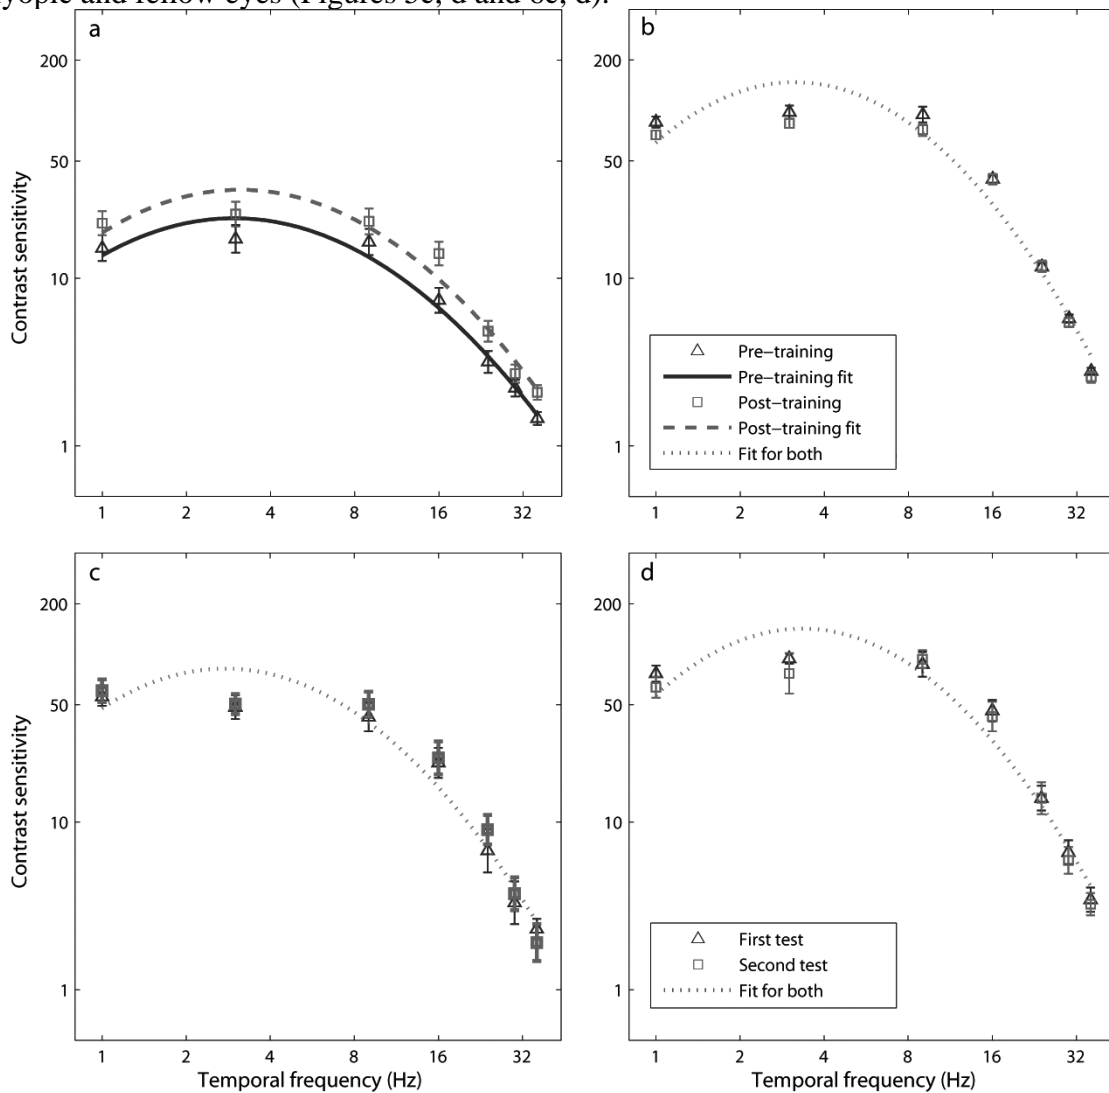 yopic and fellow eyes (Figures 5c, d and 6c, d).
a
200
50
10
1
Contrast sensitivity
1 2 4 8 16 32
b
200
50
10
1
Pre-training
Pre-training fit
Post-training
Post-training fit
Fit for both
1 2 4 8 16 32
c
200
50
10
1
Contrast sensitivity
1 2 4 8 16 32
Temporal frequency (Hz)
d
200
50
10
1
First test
Second test
Fit for both
1 2 4 8 16 32
Temporal frequency (Hz)